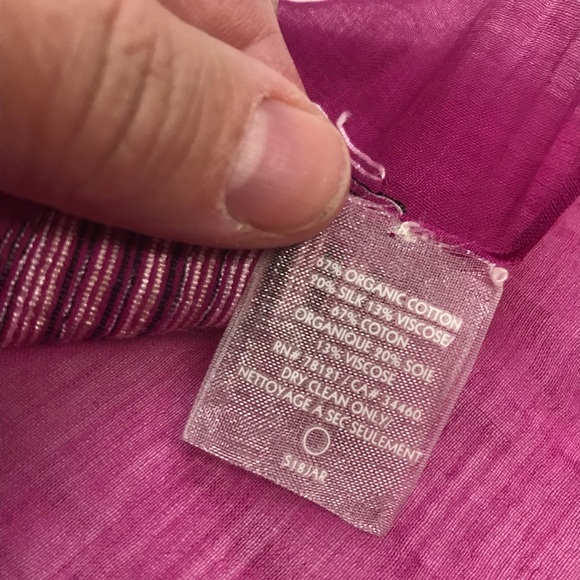 67% ORGANIC COTTON
20% SILK 13% VISCOSE
67% COTON
ORGANIQUE 20% SOIE
13% VISCOSE
RN# 78121/ CA# 34460
DRY CLEAN ONLY/
NETTOYAGE A SEC SEULEMENT
S18JAR